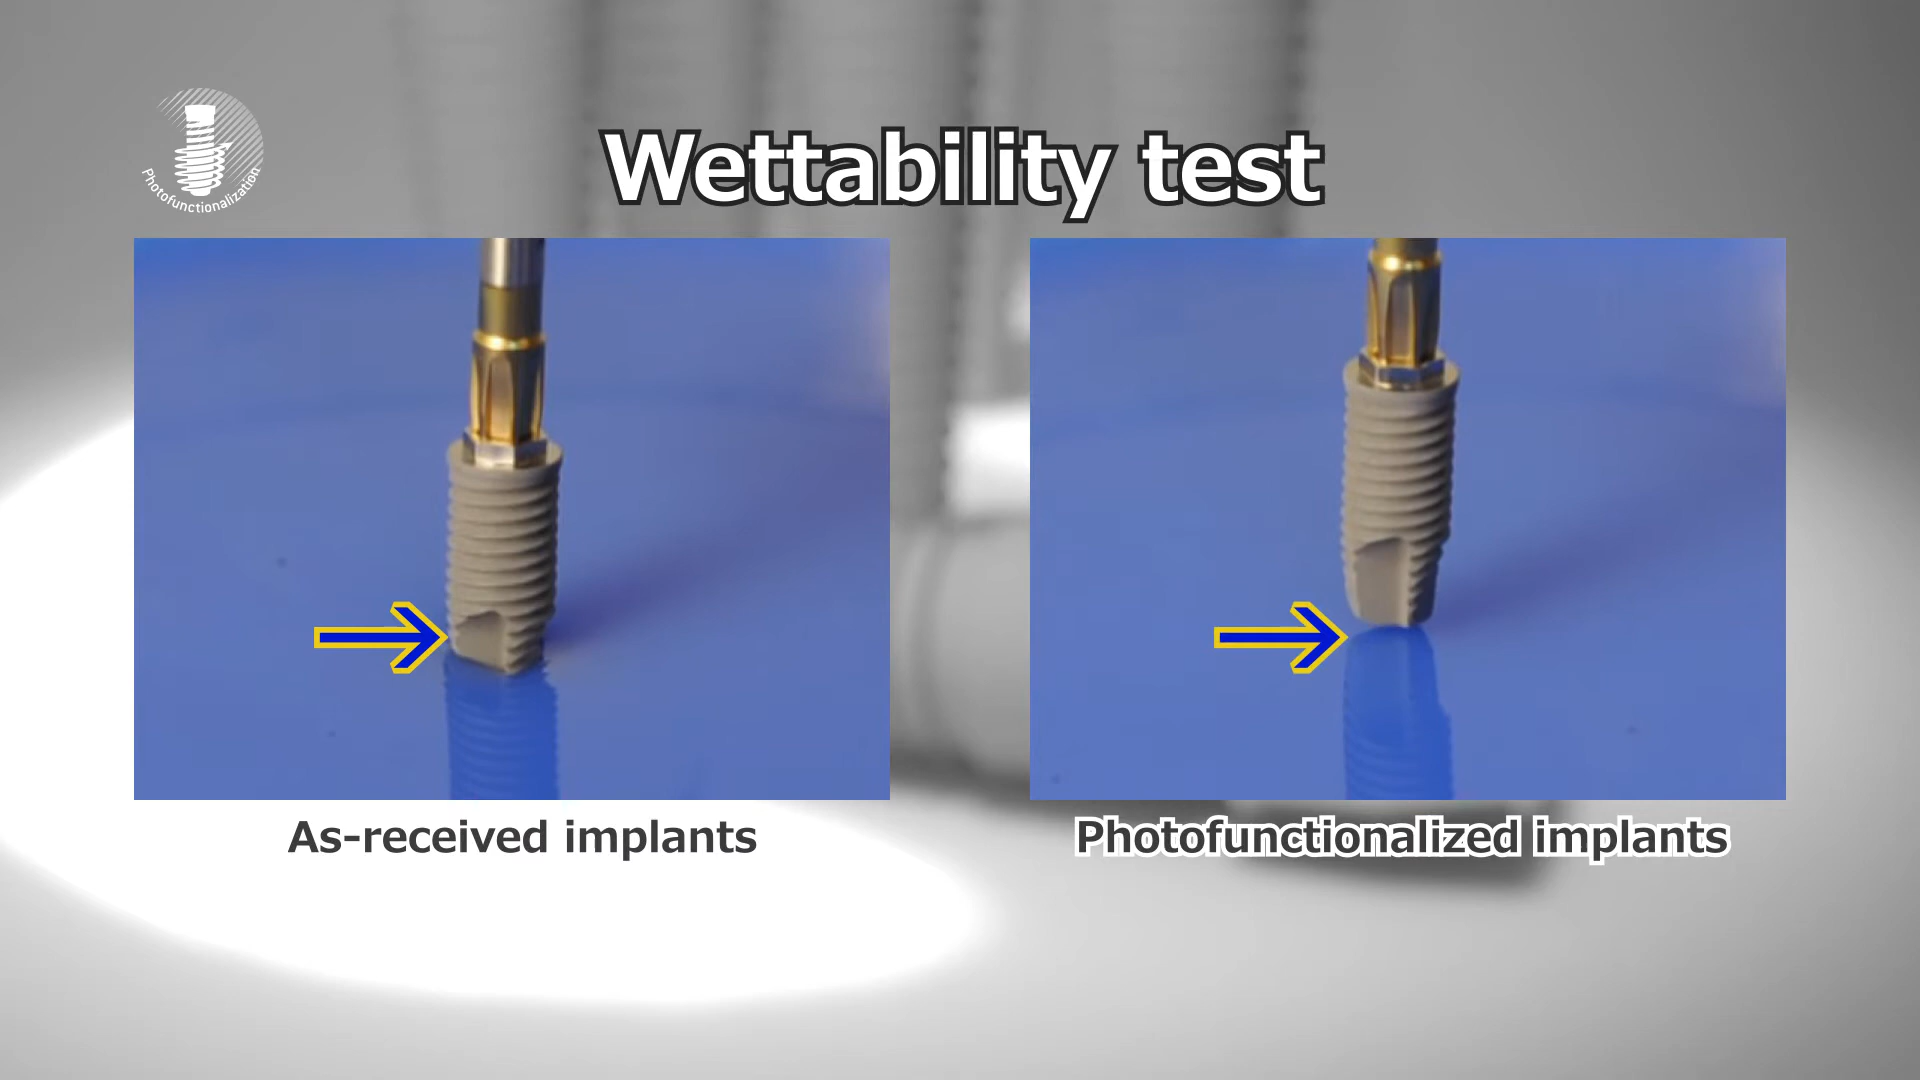 Photofunctionalization
Wettability test
As-received implants
Photofunctionalized implants